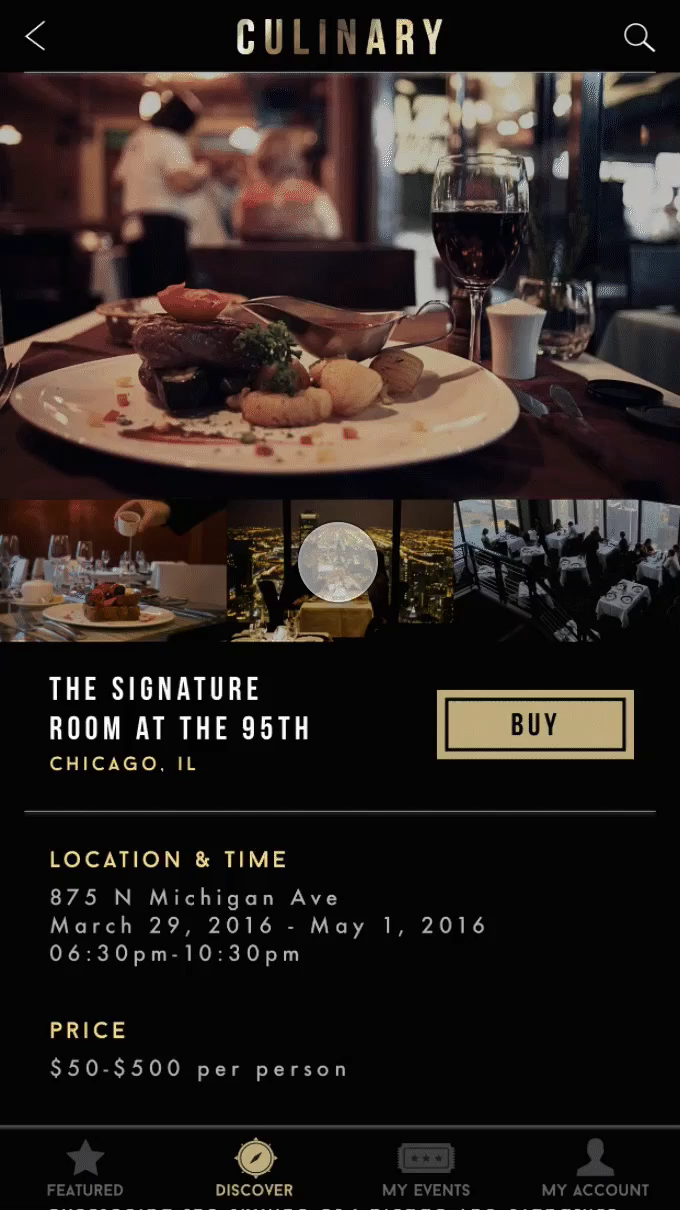 CULINARY
THE SIGNATURE
ROOM AT THE 95TH
CHICAGO, IL
BUY
LOCATION & TIME
875 N Michigan Ave
March 29, 2016 - May 1, 2016
06:30pm-10:30pm
PRICE
$50-$500 per person
FEATURED
DISCOVER
MY EVENTS
MY ACCOUNT